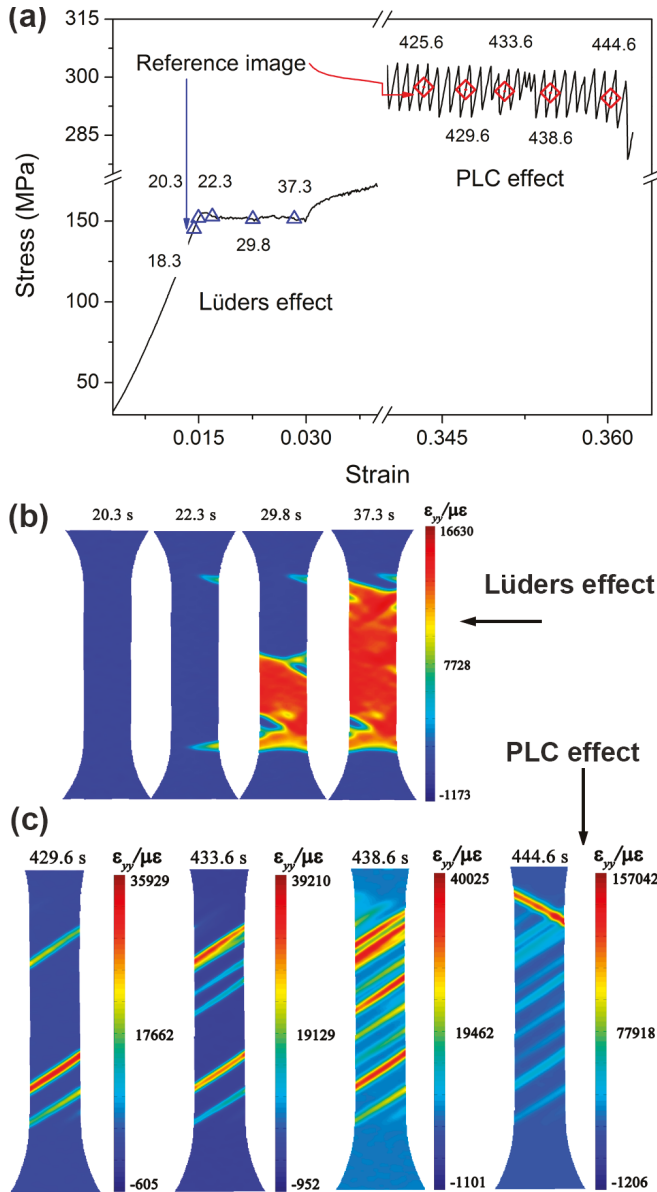 (a)
315
300
285
150
100
50
Stress (MPa)
Reference image
425.6
433.6
444.6
429.6
438.6
PLC effect
20.3
22.3
37.3
18.3
29.8
Lüders effect
0.015
0.030
0.345
0.360
Strain
(b)
20.3 s
22.3 s
29.8 s
37.3 s
εyy/με
16630
7728
-1173
Lüders effect
PLC effect
(c)
429.6 s
εyy/με
35929
17662
-605
433.6 s
εyy/με
39210
19129
-952
438.6 s
εyy/με
40025
19462
-1101
444.6 s
εyy/με
157042
77918
-1206